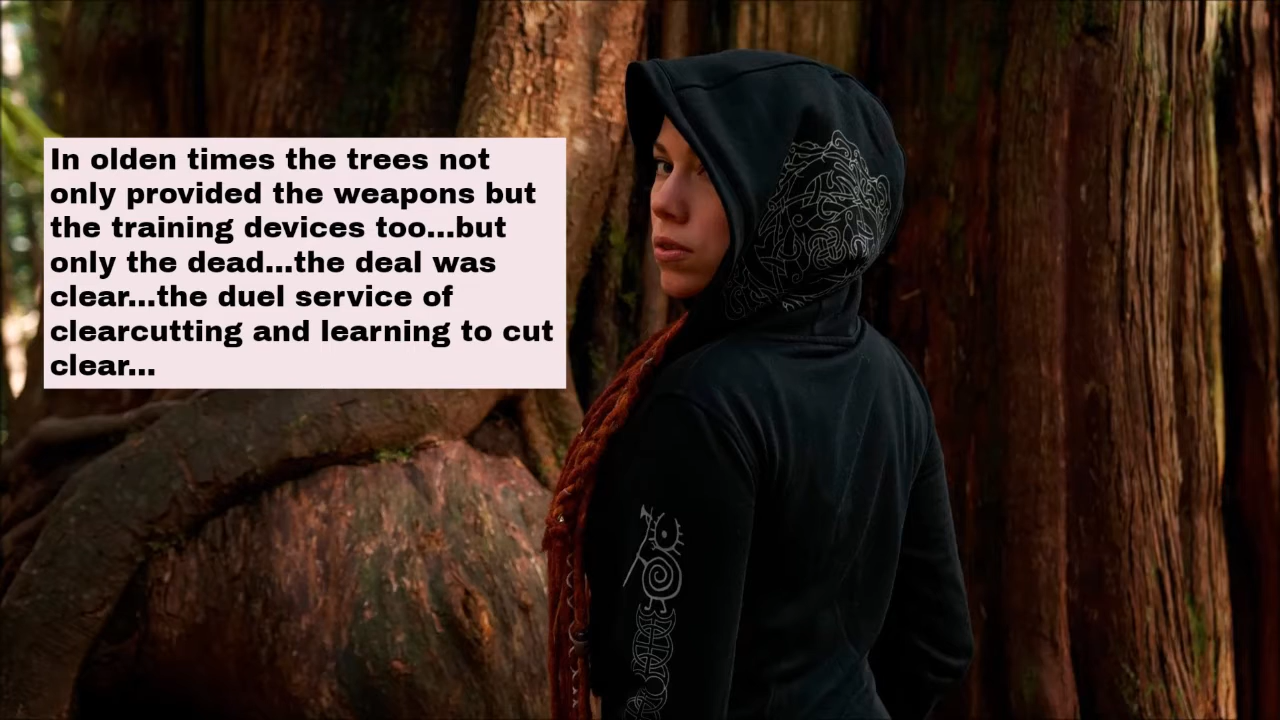 In olden times the trees not
only provided the weapons but
the training devices too...but
only the dead...the deal was
clear...the duel service of
clearcutting and learning to cut
clear...